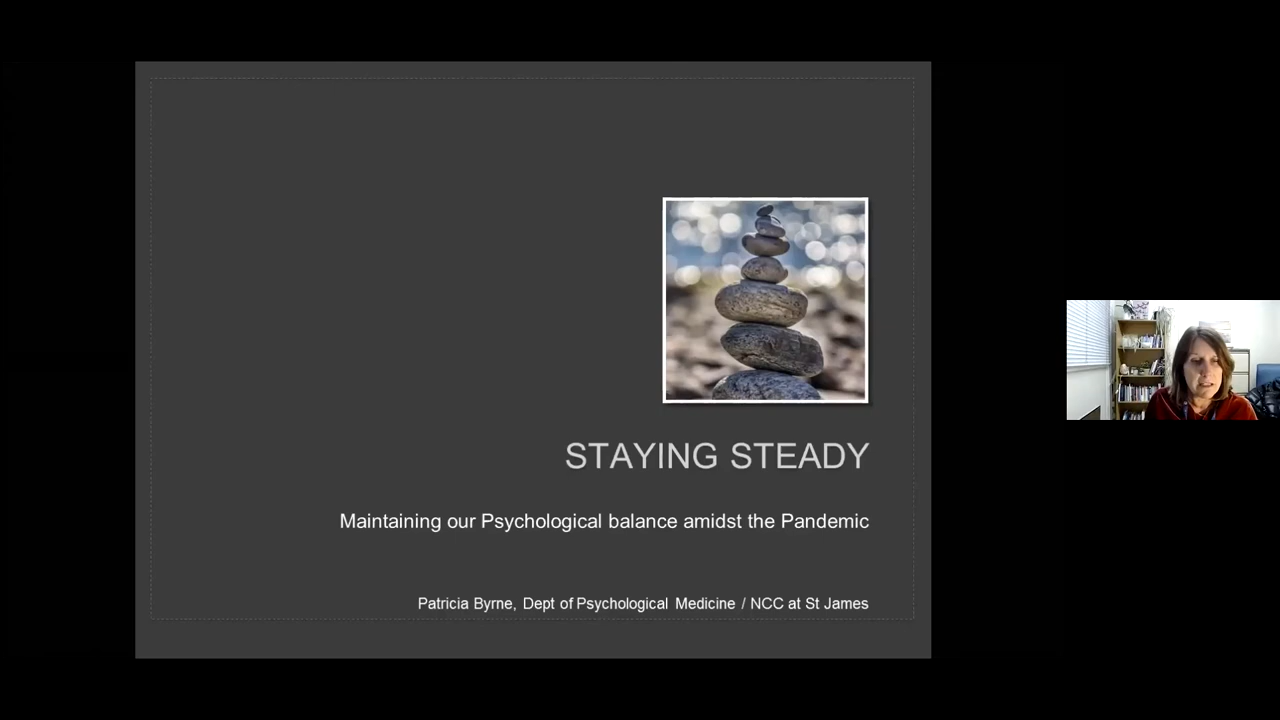 STAYING STEADY
Maintaining our Psychological balance amidst the Pandemic
Patricia Byrne, Dept of Psychological Medicine / NCC at St James